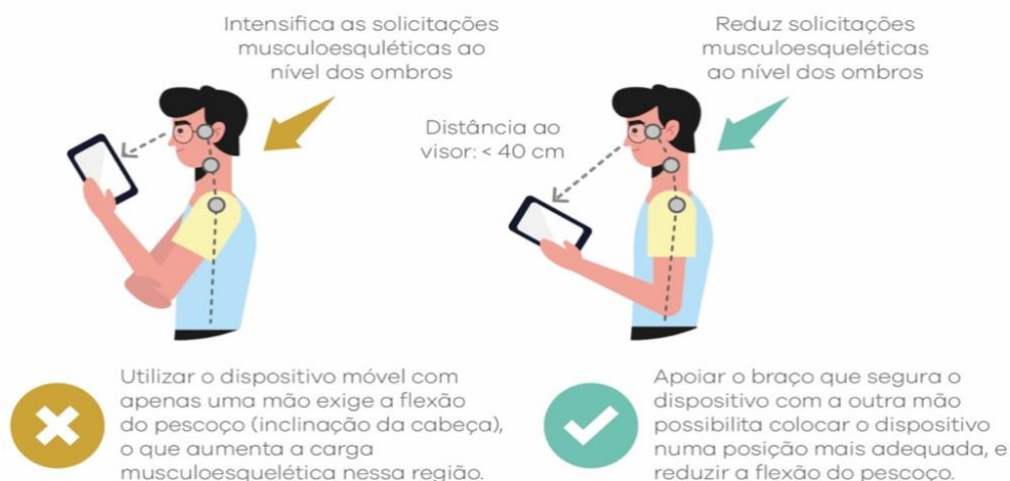 Intensifica as solicitações
musculoesquléticas ao
nível dos ombros
Reduz solicitações
musculoesqueléticas
ao nível dos ombros
Distância ao
visor: < 40 cm
Utilizar o dispositivo móvel com
apenas uma mão exige a flexão
do pescoço (inclinação da cabeça),
o que aumenta a carga
musculoesquelética nessa região.
Apoiar o braço que segura o
dispositivo com a outra mão
possibilita colocar o dispositivo
numa posição mais adequada, e
reduzir a flexão do pescoço.